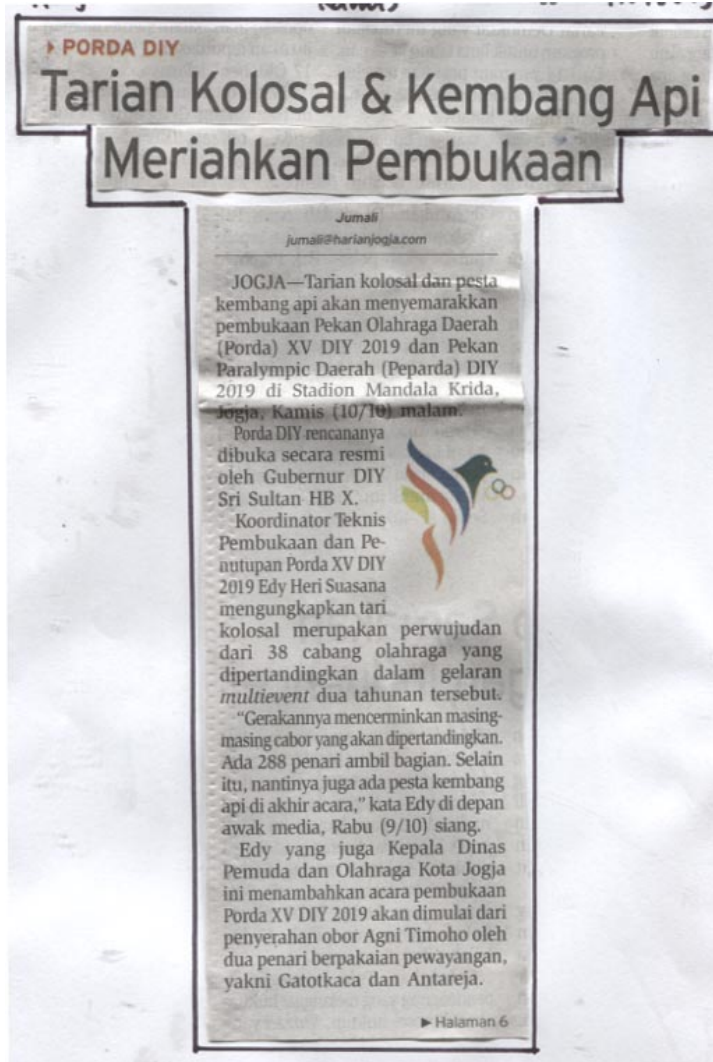 PORDA DIY
Tarian Kolosal & Kembang Api
Meriahkan Pembukaan
Jumali
jumali@harianjogja.com
JOGJA—Tarian kolosal dan pesta
kembang api akan menyemarakkan
pembukaan Pekan Olahraga Daerah
(Porda) XV DIY 2019 dan Pekan
Paralympic Daerah (Peparda) DIY
2019 di Stadion Mandala Krida,
Jogja, Kamis (10/10) malam.
Porda DIY rencananya
dibuka secara resmi
oleh Gubernur DIY
Sri Sultan HB X.
Koordinator Teknis
Pembukaan dan Pe-
nutupan Porda XV DIY
2019 Edy Heri Suasana
mengungkapkan tari
kolosal merupakan perwujudan
dari 38 cabang olahraga yang
dipertandingkan dalam gelaran
multievent dua tahunan tersebut.
"Gerakannya mencerminkan masing-
masing cabor yang akan dipertandingkan.
Ada 288 penari ambil bagian. Selain
itu, nantinya juga ada pesta kembang
api di akhir acara," kata Edy di depan
awak media, Rabu (9/10) siang.
Edy yang juga Kepala Dinas
Pemuda dan Olahraga Kota Jogja
ini menambahkan acara pembukaan
Porda XV DIY 2019 akan dimulai dari
penyerahan obor Agni Timoho oleh
dua penari berpakaian pewayangan,
yakni Gatotkaca dan Antareja.
Halaman 6